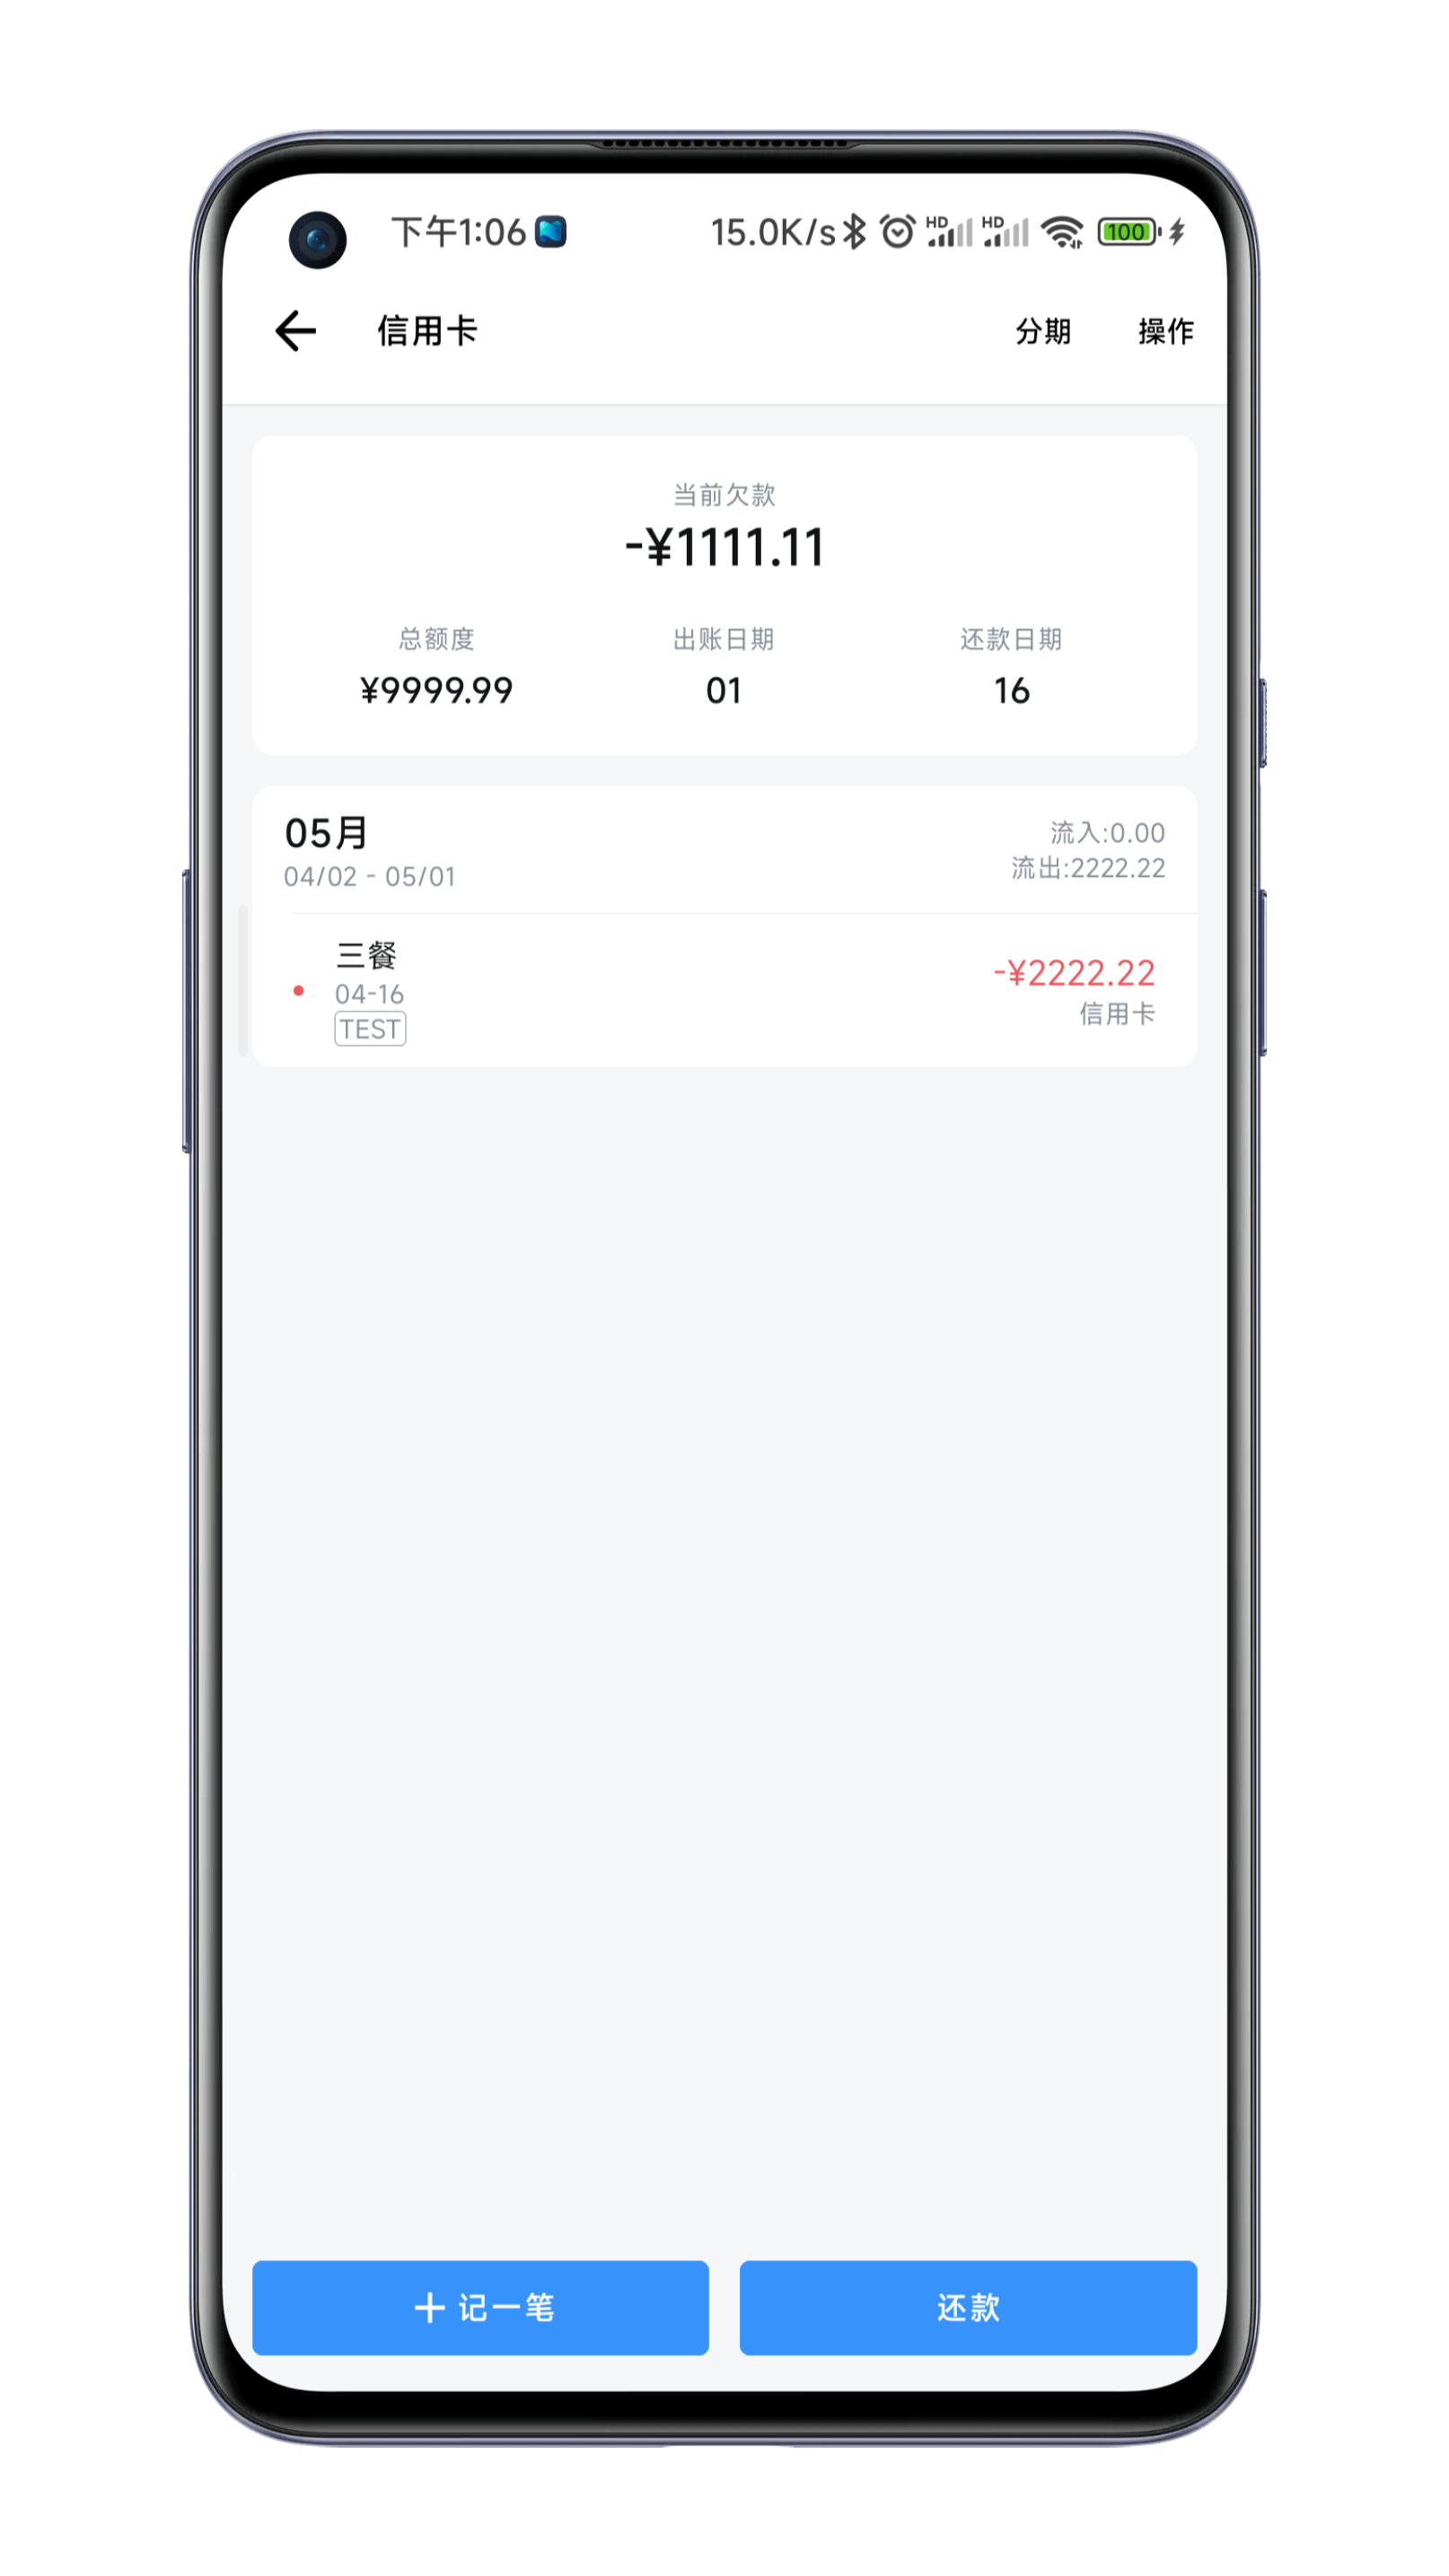 下午1:06 15.0K/s HD HD 100
信用卡 分期 操作
当前欠款
-¥1111.11
总额度 出账日期 还款日期
¥9999.99 01 16
05月 流入:0.00
04/02 - 05/01 流出:2222.22
三餐 -¥2222.22
04-16 信用卡
TEST
+ 记一笔 还款